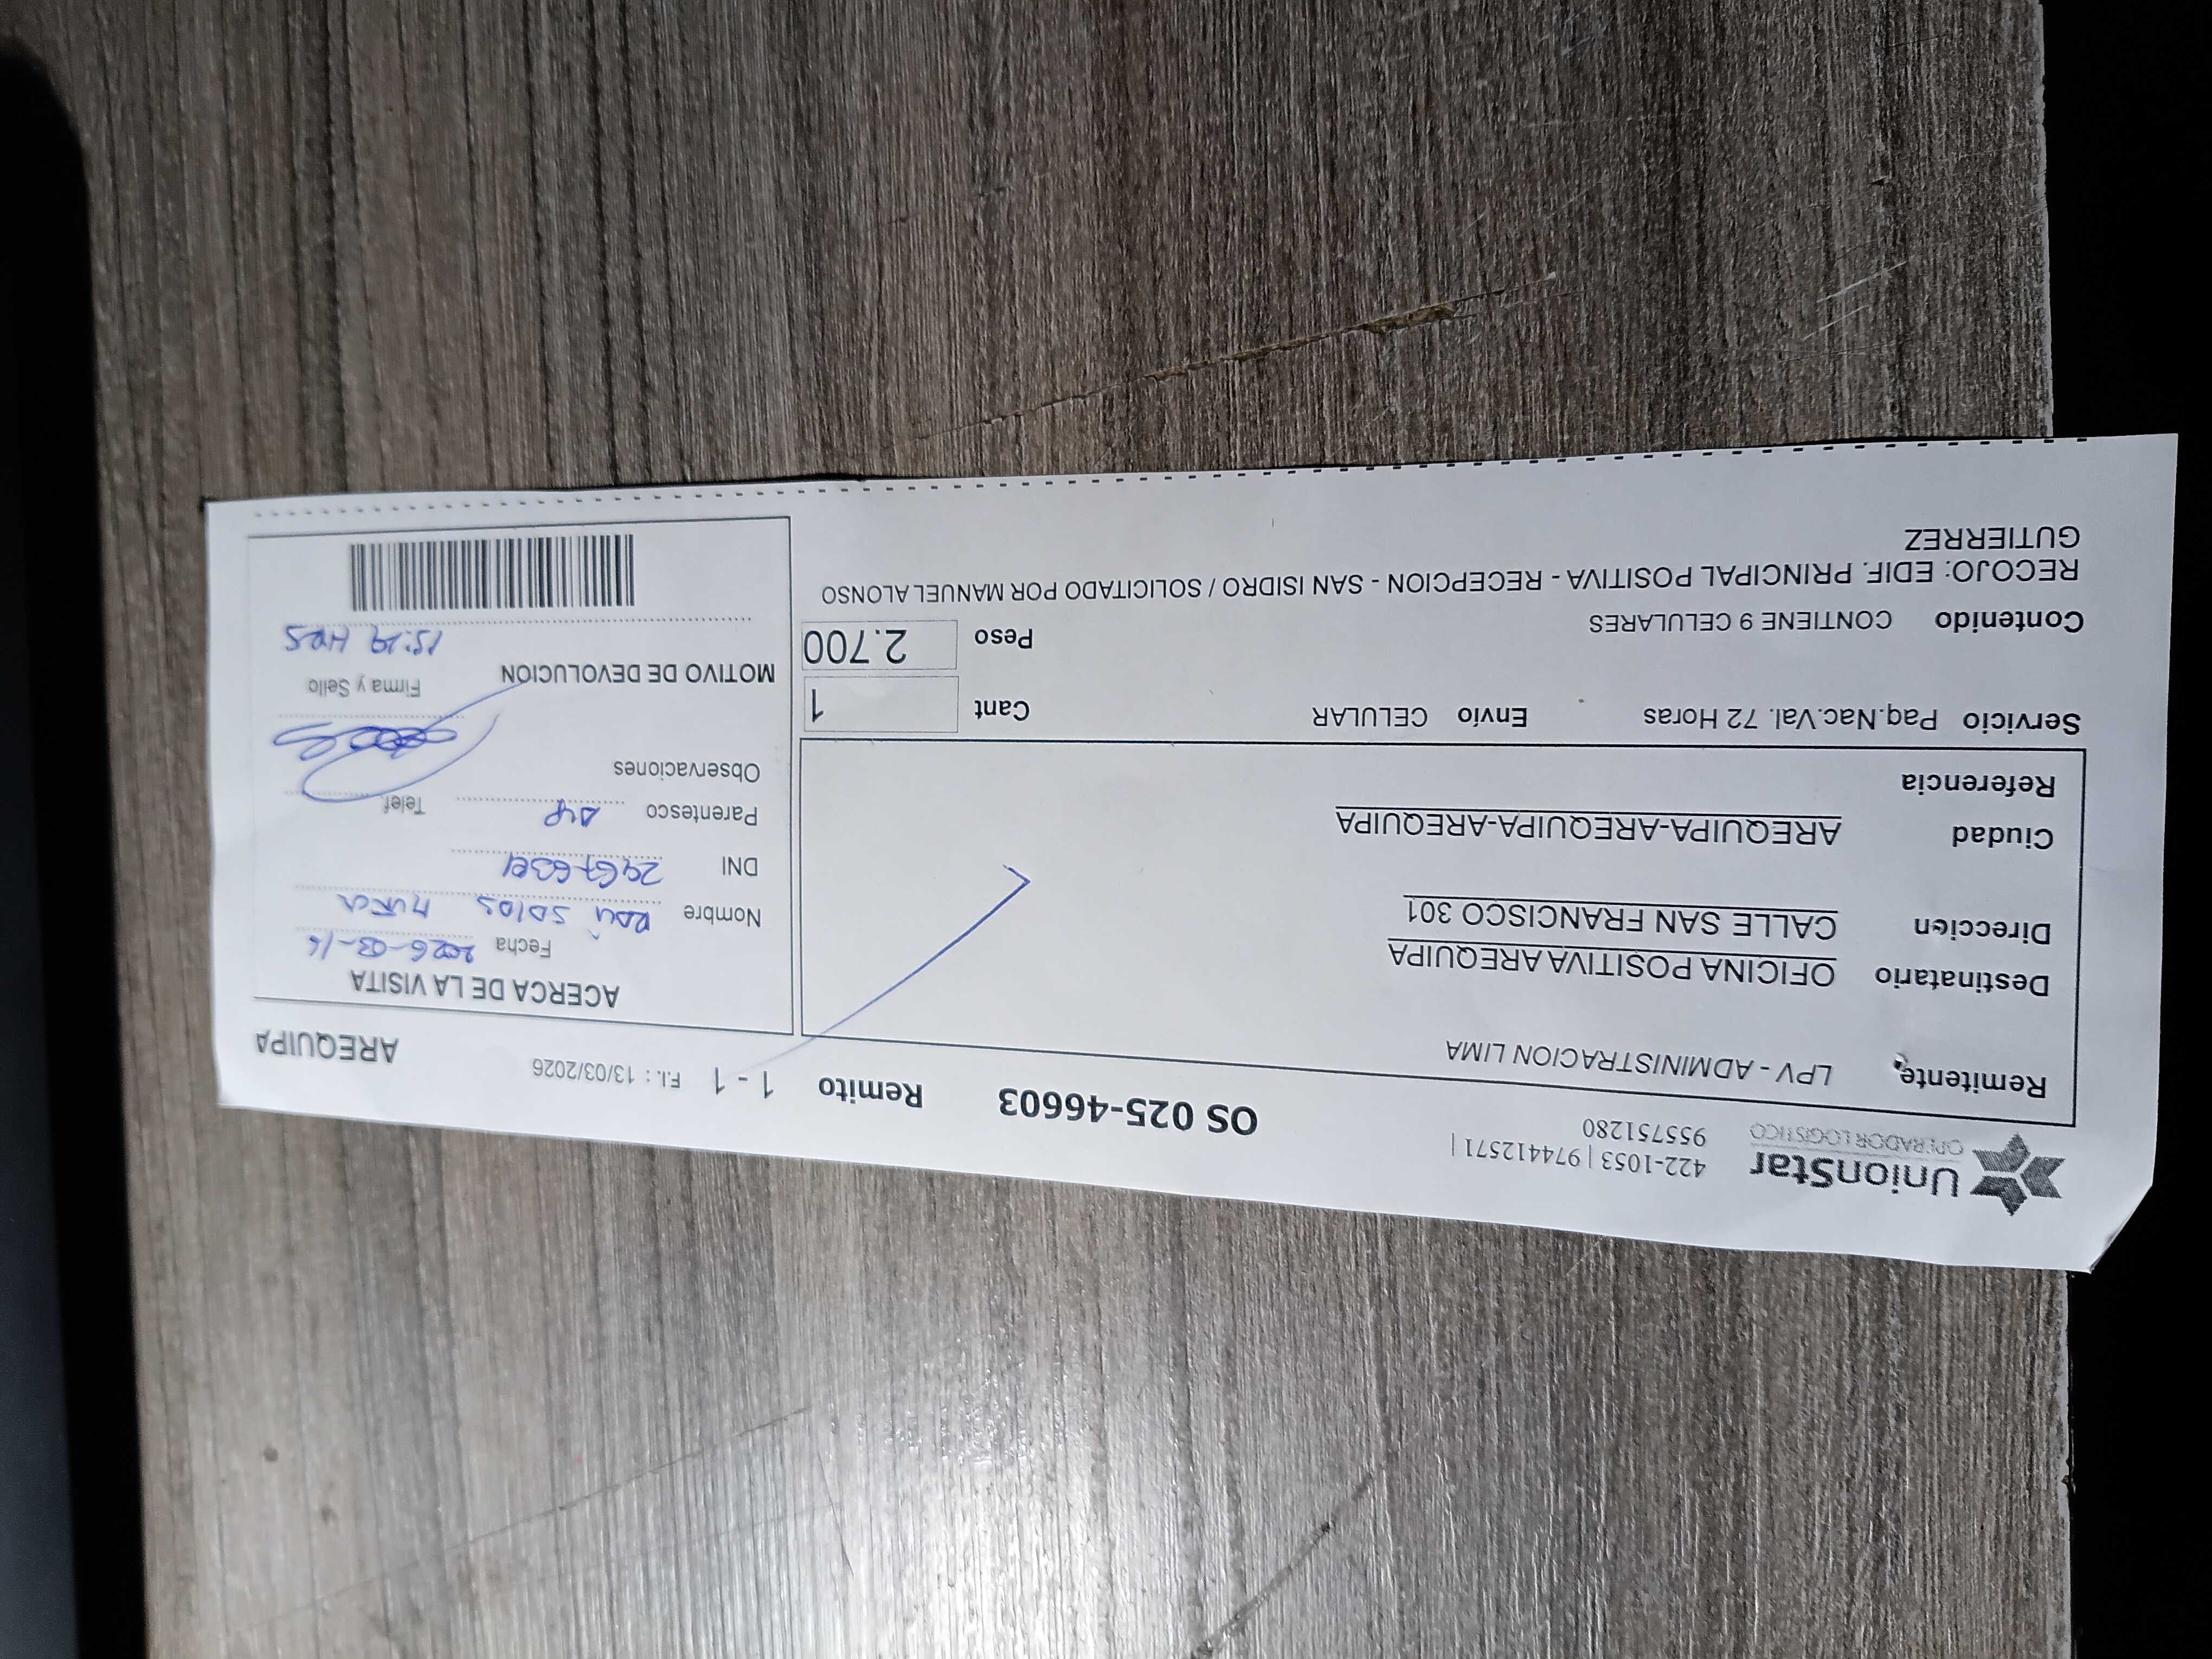 UnionStar
OPERADOR LOGISTICO
422-1053 | 974412571 |
955751280
OS 025-46603 Remito 1 - 1 F.I. : 13/03/2026 AREQUIPA
Remitente LPV - ADMINISTRACION LIMA
Destinatario OFICINA POSITIVA AREQUIPA
Direccion CALLE SAN FRANCISCO 301
Ciudad AREQUIPA-AREQUIPA-AREQUIPA
Referencia
Servicio Paq.Nac.Val. 72 Horas Envío CELULAR Cant 1
Contenido CONTIENE 9 CELULARES Peso 2.700
RECOJO: EDIF. PRINCIPAL POSITIVA - RECEPCION - SAN ISIDRO / SOLICITADO POR MANUEL ALONSO
GUTIERREZ
ACERCA DE LA VISITA
Fecha 2026-03-16
Nombre
DNI
Parentesco Telef.
Observaciones
Firma y Sello
MOTIVO DE DEVOLUCION
HRS